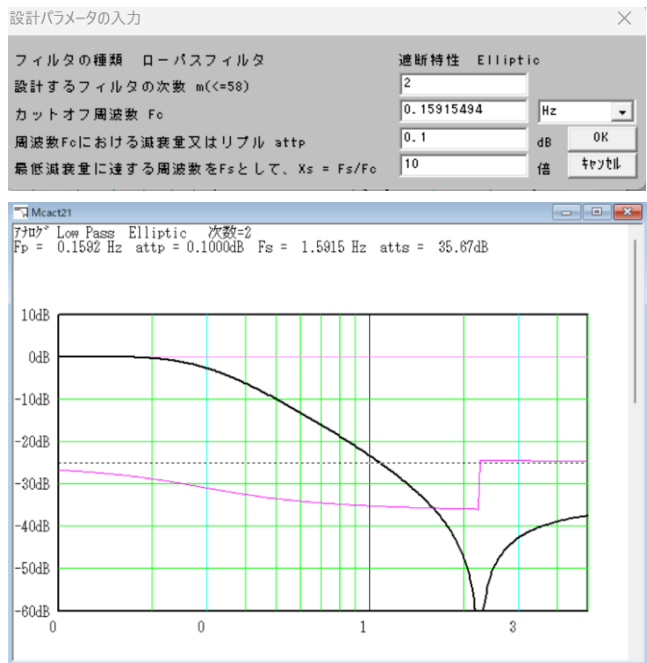 設計パラメータの入力
フィルタの種類 ローパスフィルタ 遮断特性 Elliptic
設計するフィルタの次数 m(<=58) 2
カットオフ周波数 Fc 0.15915494 Hz
周波数Fcにおける減衰量又はリプル attp 0.1 dB OK
最低減衰量に達する周波数をFsとして、Xs = Fs/Fc 10 倍 ｷｬﾝｾﾙ
Mcact21
ｱﾅﾛｸﾞ Low Pass Elliptic 次数=2
Fp = 0.1592 Hz attp = 0.1000dB Fs = 1.5915 Hz atts = 35.67dB
10dB
0dB
-10dB
-20dB
-30dB
-40dB
-50dB
-60dB
0 0 1 3